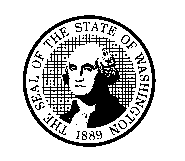 THE SEAL OF THE STATE OF WASHINGTON
1889